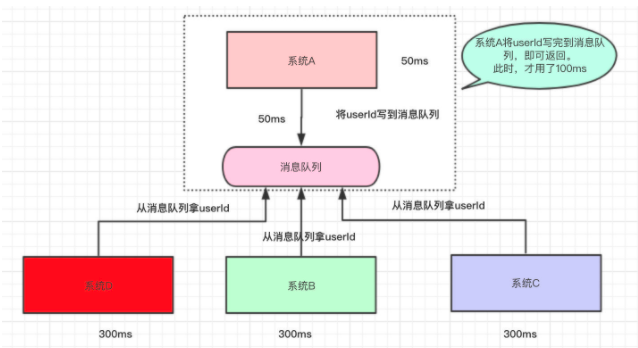 系统A将userId写完到消息队
列，即可返回。
此时，才用了100ms
系统A
50ms
50ms
将userId写到消息队列
消息队列
从消息队列拿userId
从消息队列拿userId
从消息队列拿userId
系统D
系统B
系统C
300ms
300ms
300ms